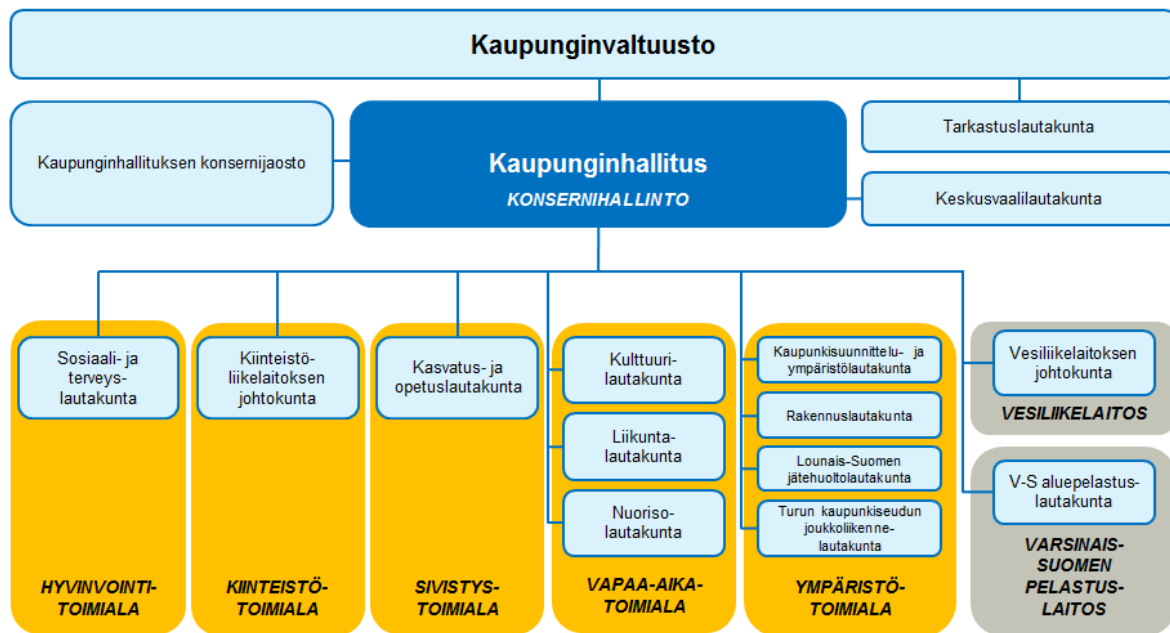 Kaupunginvaltuusto
Kaupunginhallituksen konsernijaosto
Kaupunginhallitus
KONSERNIHALLINTO
Tarkastuslautakunta
Keskusvaalilautakunta
Sosiaali- ja
terveys-
lautakunta
HYVINVOINTI-
TOIMIALA
Kiinteistö-
liikelaitoksen
johtokunta
KIINTEISTÖ-
TOIMIALA
Kasvatus- ja
opetuslautakunta
SIVISTYS-
TOIMIALA
Kulttuuri-
lautakunta
Liikunta-
lautakunta
Nuoriso-
lautakunta
VAPAA-AIKA-
TOIMIALA
Kaupunkisuunnittelu- ja
ympäristölautakunta
Rakennuslautakunta
Lounais-Suomen
jätehuoltolautakunta
Turun kaupunkiseudun
joukkoliikenne-
lautakunta
YMPÄRISTÖ-
TOIMIALA
Vesiliikelaitoksen
johtokunta
VESILIIKELAITOS
V-S aluepelastus-
lautakunta
VARSINAIS-
SUOMEN
PELASTUS-
LAITOS